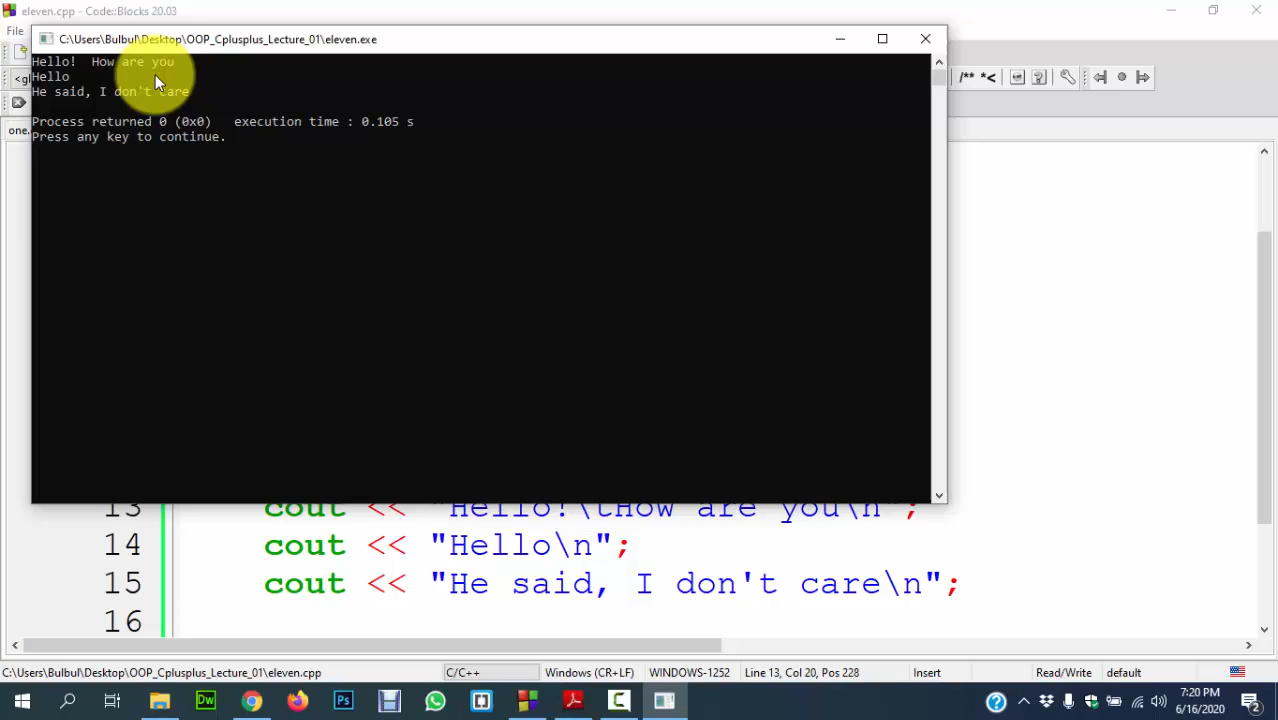 eleven.cpp - Code::Blocks 20.03
File
C:\Users\Bulbul\Desktop\OOP_Cplusplus_Lecture_01\eleven.exe
Hello!  How are you
Hello
He said, I don't care
Process returned 0 (0x0)   execution time : 0.105 s
Press any key to continue.
<gl
/** *<
one.
13 cout << "Hello!\tHow are you\n";
14 cout << "Hello\n";
15 cout << "He said, I don't care\n";
16
C:\Users\Bulbul\Desktop\OOP_Cplusplus_Lecture_01\eleven.cpp C/C++ Windows (CR+LF) WINDOWS-1252 Line 13, Col 20, Pos 228 Insert Read/Write default
Dw Ps
7:20 PM
6/16/2020
2